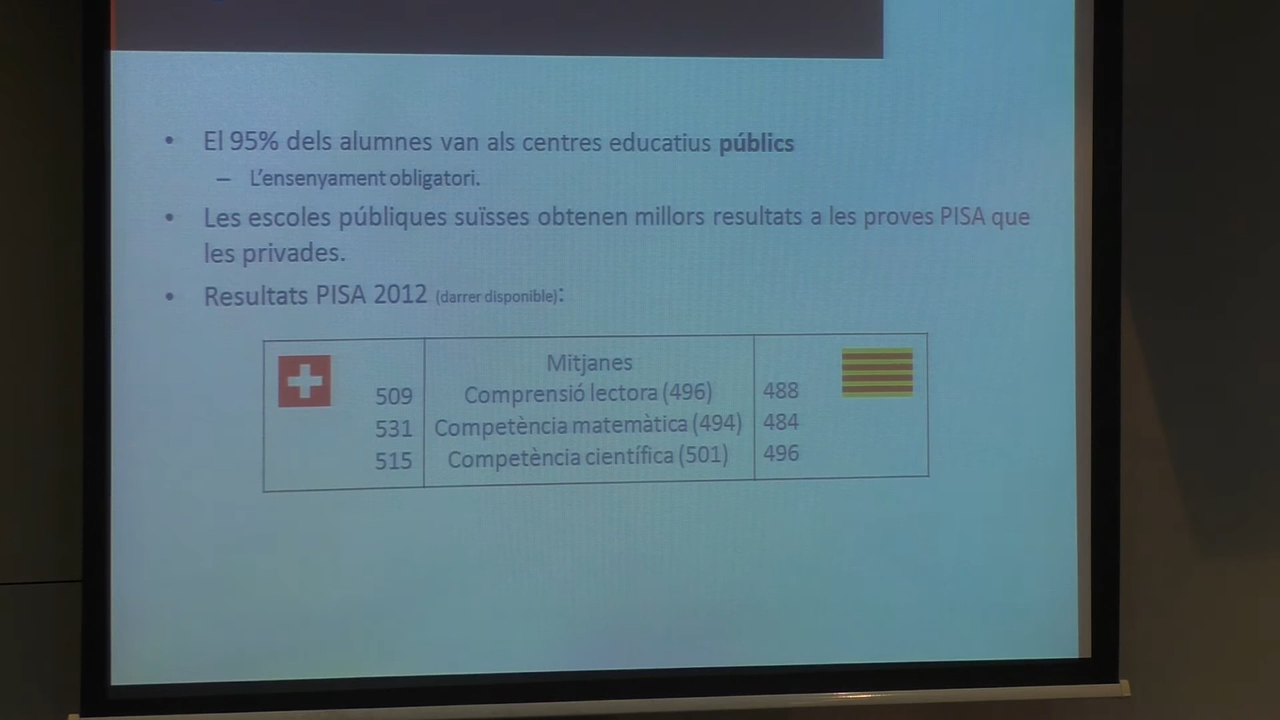 • El 95% dels alumnes van als centres educatius públics
– L'ensenyament obligatori.
• Les escoles públiques suïsses obtenen millors resultats a les proves PISA que
les privades.
• Resultats PISA 2012 (darrer disponible):
Mitjanes
509 Comprensió lectora (496) 488
531 Competència matemàtica (494) 484
515 Competència científica (501) 496